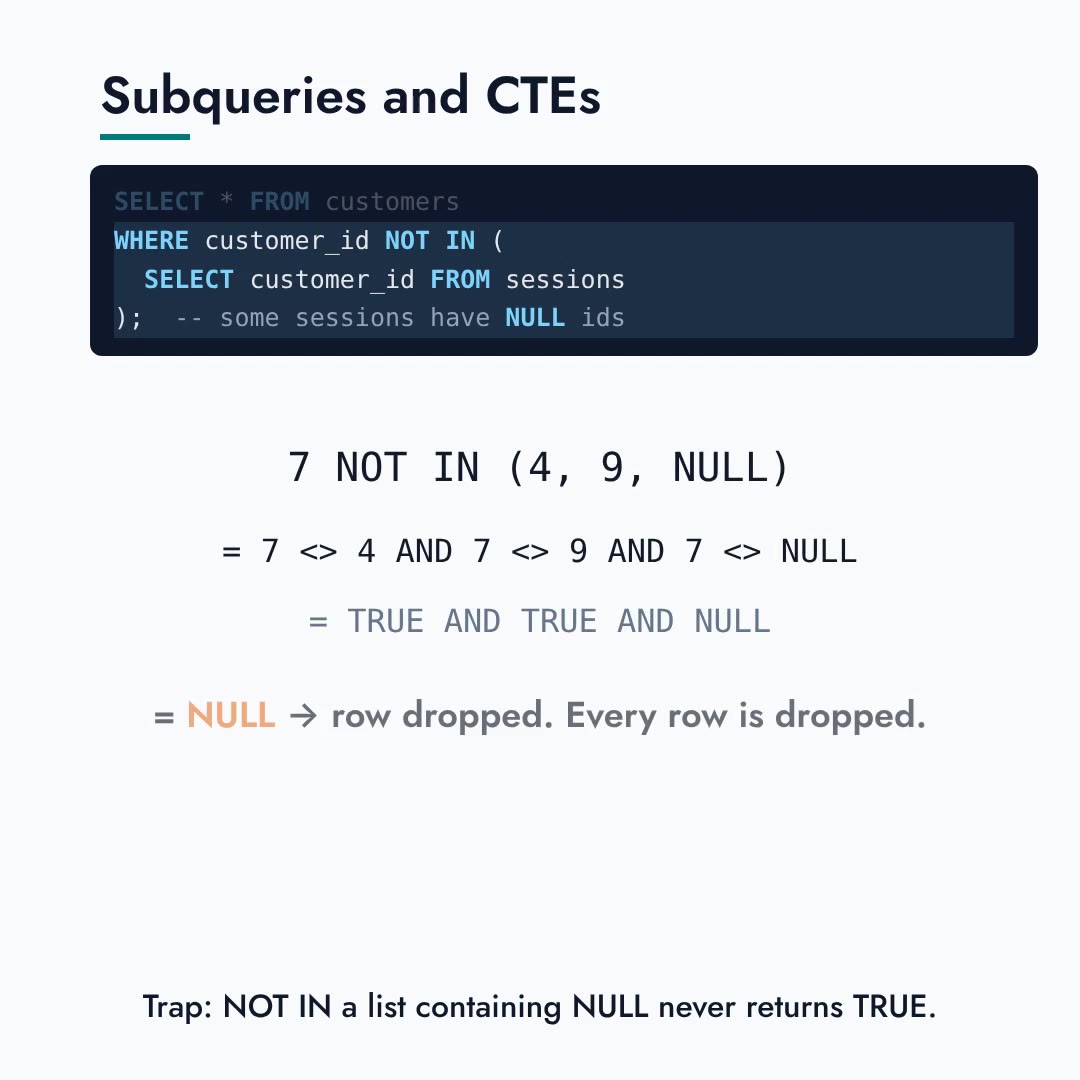 Subqueries and CTEs
SELECT * FROM customers
WHERE customer_id NOT IN (
  SELECT customer_id FROM sessions
);  -- some sessions have NULL ids
7 NOT IN (4, 9, NULL)
= 7 <> 4 AND 7 <> 9 AND 7 <> NULL
= TRUE AND TRUE AND NULL
= NULL → row dropped. Every row is dropped.
Trap: NOT IN a list containing NULL never returns TRUE.